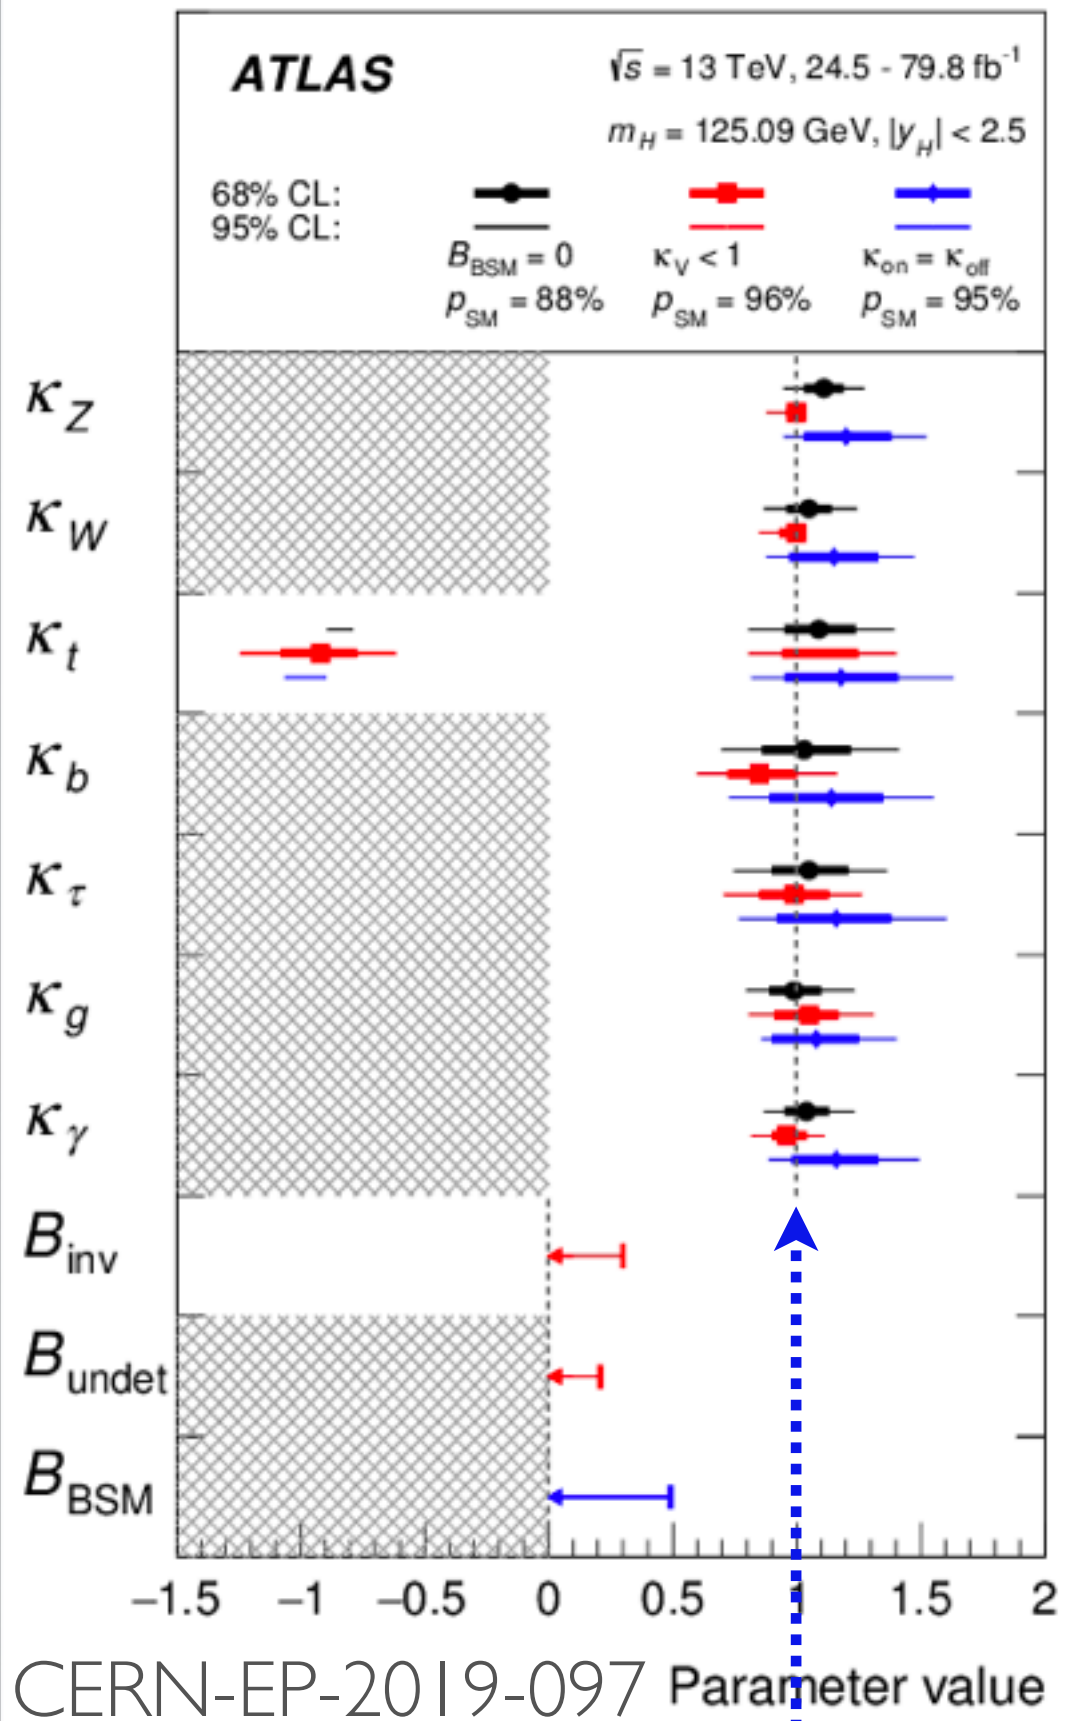 ATLAS
√s = 13 TeV, 24.5 - 79.8 fb⁻¹
m_H = 125.09 GeV, |y_H| < 2.5
68% CL:
95% CL:
B_BSM = 0 κ_V < 1 κ_on = κ_off
p_SM = 88% p_SM = 96% p_SM = 95%
κ_Z
κ_W
κ_t
κ_b
κ_τ
κ_g
κ_γ
B_inv
B_undet
B_BSM
−1.5 −1 −0.5 0 0.5 1 1.5 2
CERN-EP-2019-097 Parameter value